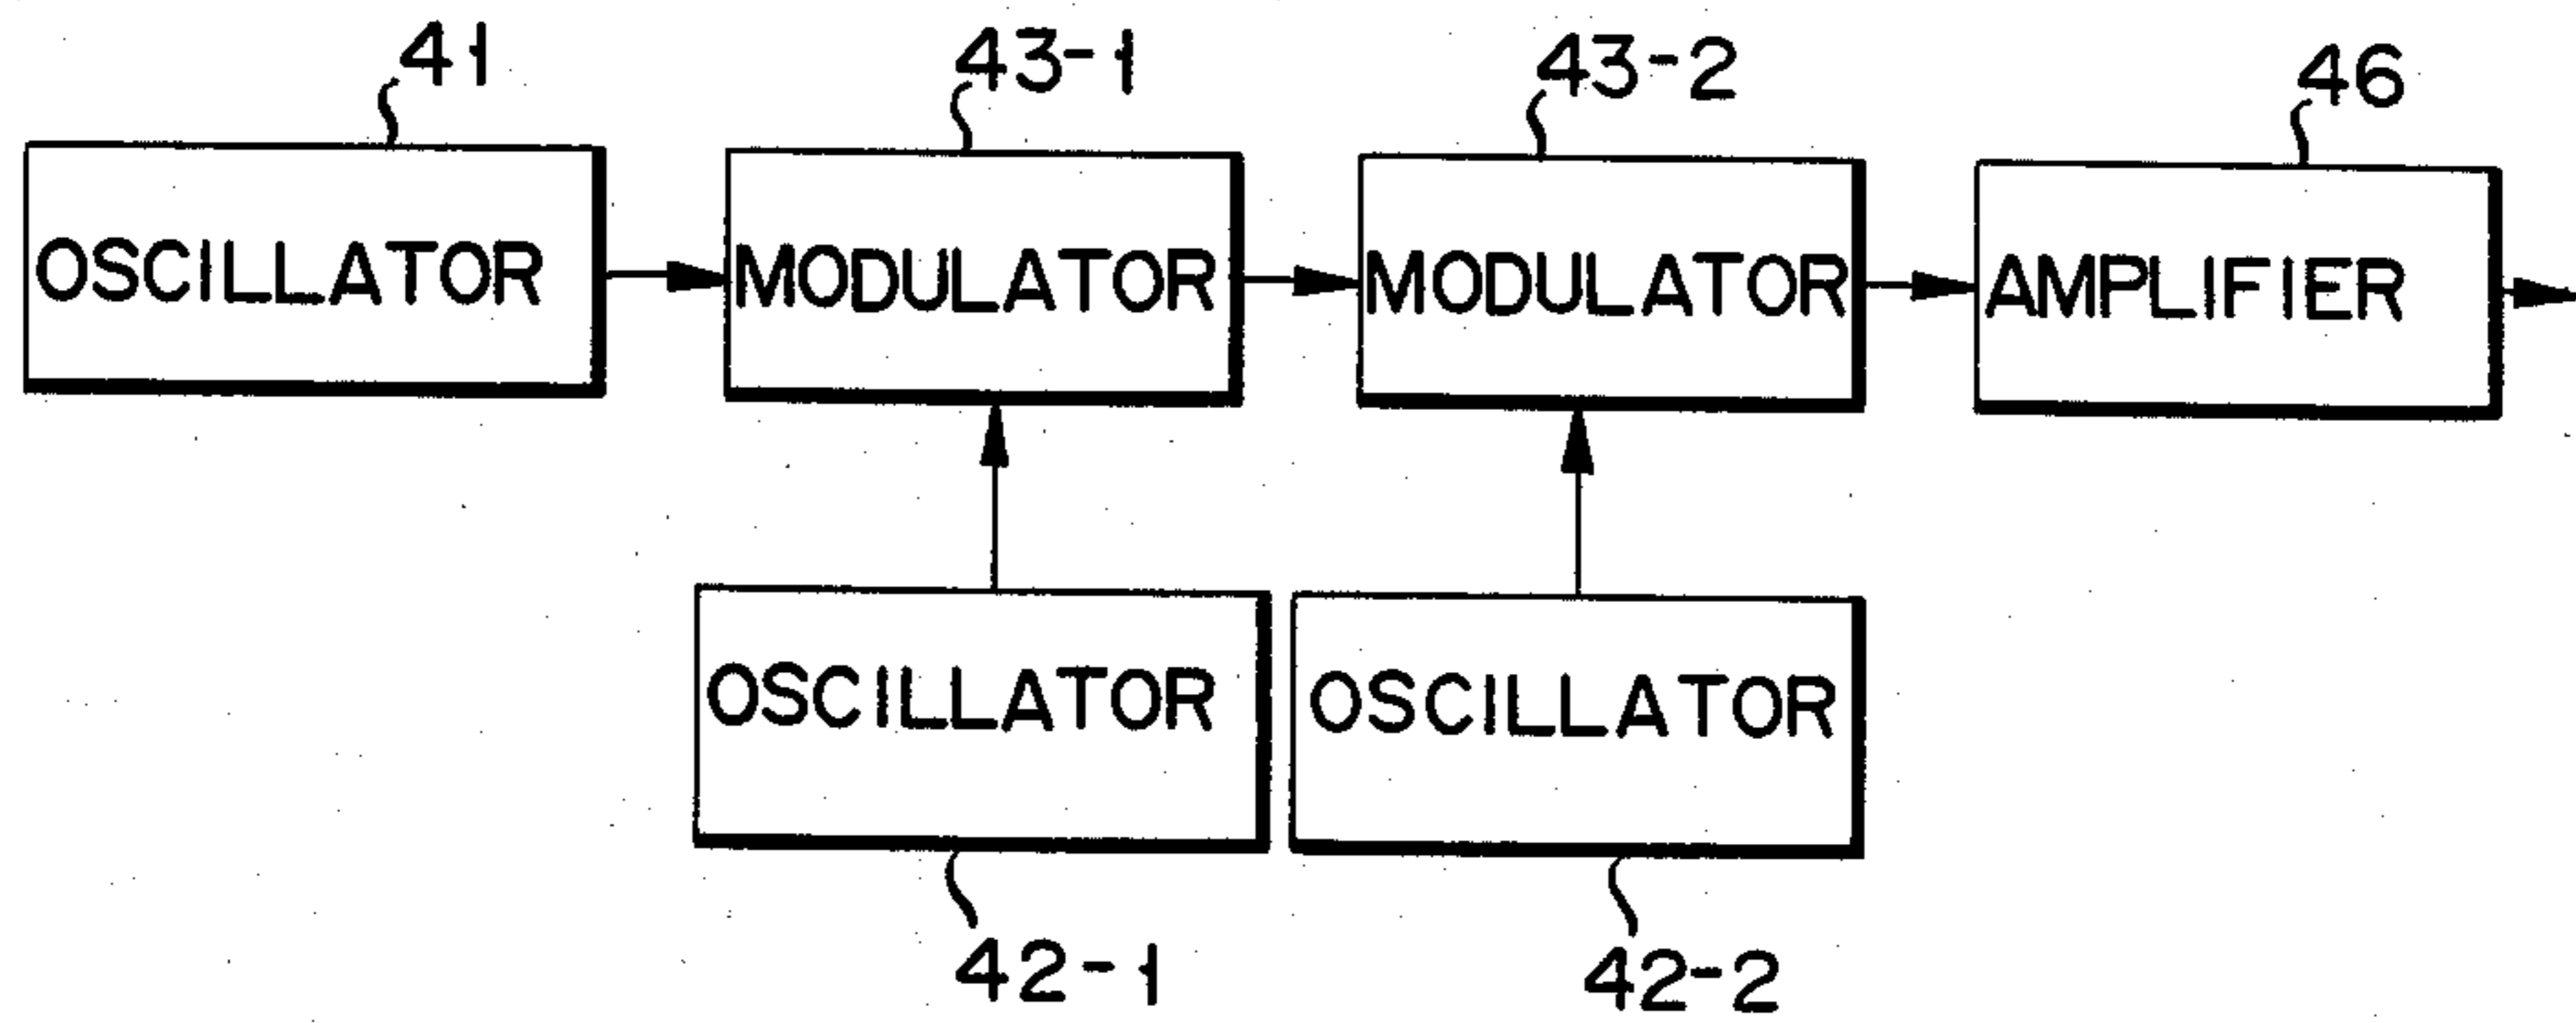 41 43-1 43-2 46
OSCILLATOR MODULATOR MODULATOR AMPLIFIER
OSCILLATOR OSCILLATOR
42-1 42-2